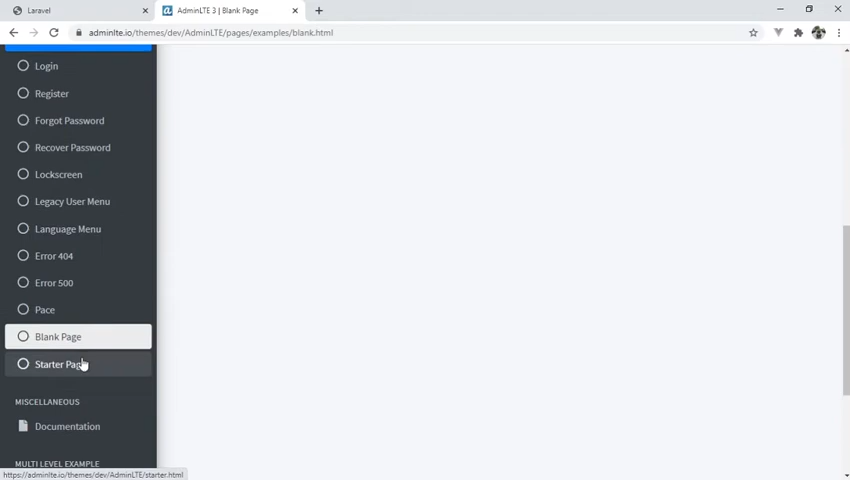 Laravel
AdminLTE 3 | Blank Page
adminlte.io/themes/dev/AdminLTE/pages/examples/blank.html
Login
Register
Forgot Password
Recover Password
Lockscreen
Legacy User Menu
Language Menu
Error 404
Error 500
Pace
Blank Page
Starter Page
MISCELLANEOUS
Documentation
MULTI LEVEL EXAMPLE
https://adminlte.io/themes/dev/AdminLTE/starter.html